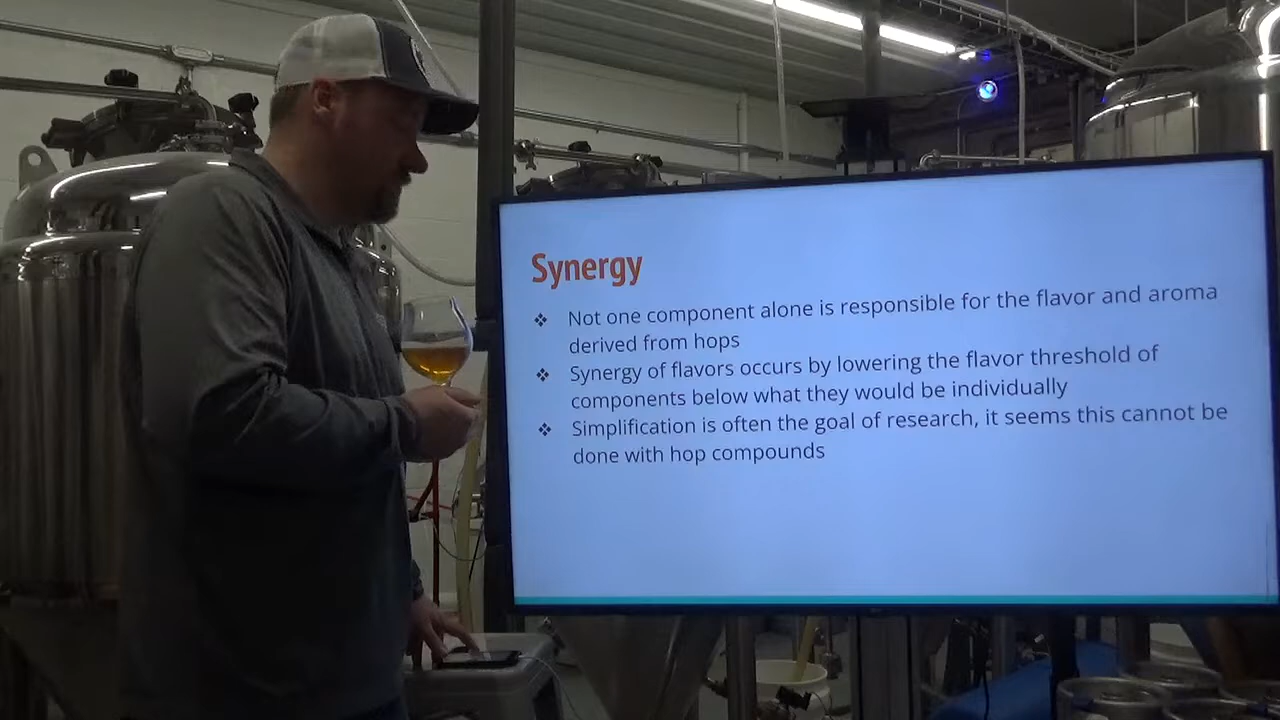 Synergy
❖ Not one component alone is responsible for the flavor and aroma
derived from hops
❖ Synergy of flavors occurs by lowering the flavor threshold of
components below what they would be individually
❖ Simplification is often the goal of research, it seems this cannot be
done with hop compounds